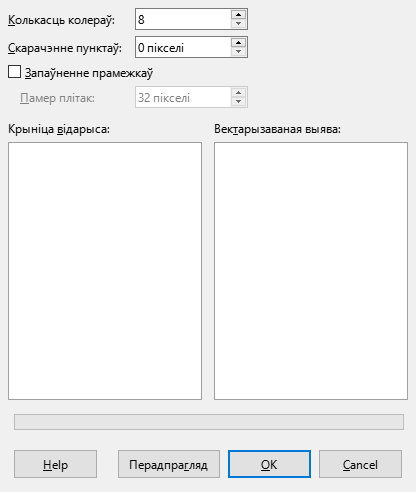 Колькасць колераў: 8
Скарачэнне пунктаў: 0 пікселі
Запаўненне прамежкаў
Памер плітак: 32 пікселі
Крыніца відарыса: Вектарызаваная выява:
Help Перадпрагляд OK Cancel